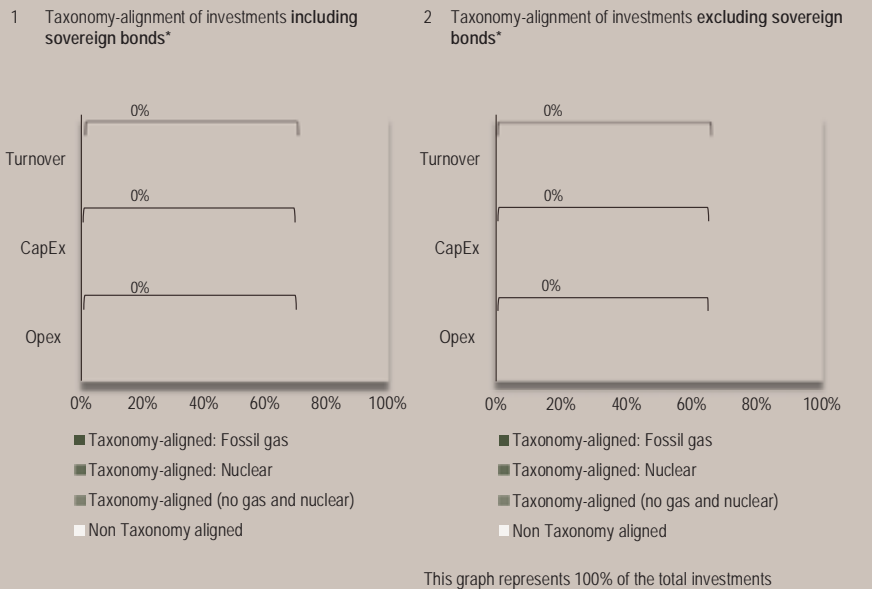 1 Taxonomy-alignment of investments including
sovereign bonds*
0%
Turnover
0%
CapEx
0%
Opex
0% 20% 40% 60% 80% 100%
Taxonomy-aligned: Fossil gas
Taxonomy-aligned: Nuclear
Taxonomy-aligned (no gas and nuclear)
Non Taxonomy aligned
2 Taxonomy-alignment of investments excluding sovereign
bonds*
0%
Turnover
0%
CapEx
0%
Opex
0% 20% 40% 60% 80% 100%
Taxonomy-aligned: Fossil gas
Taxonomy-aligned: Nuclear
Taxonomy-aligned (no gas and nuclear)
Non Taxonomy aligned
This graph represents 100% of the total investments